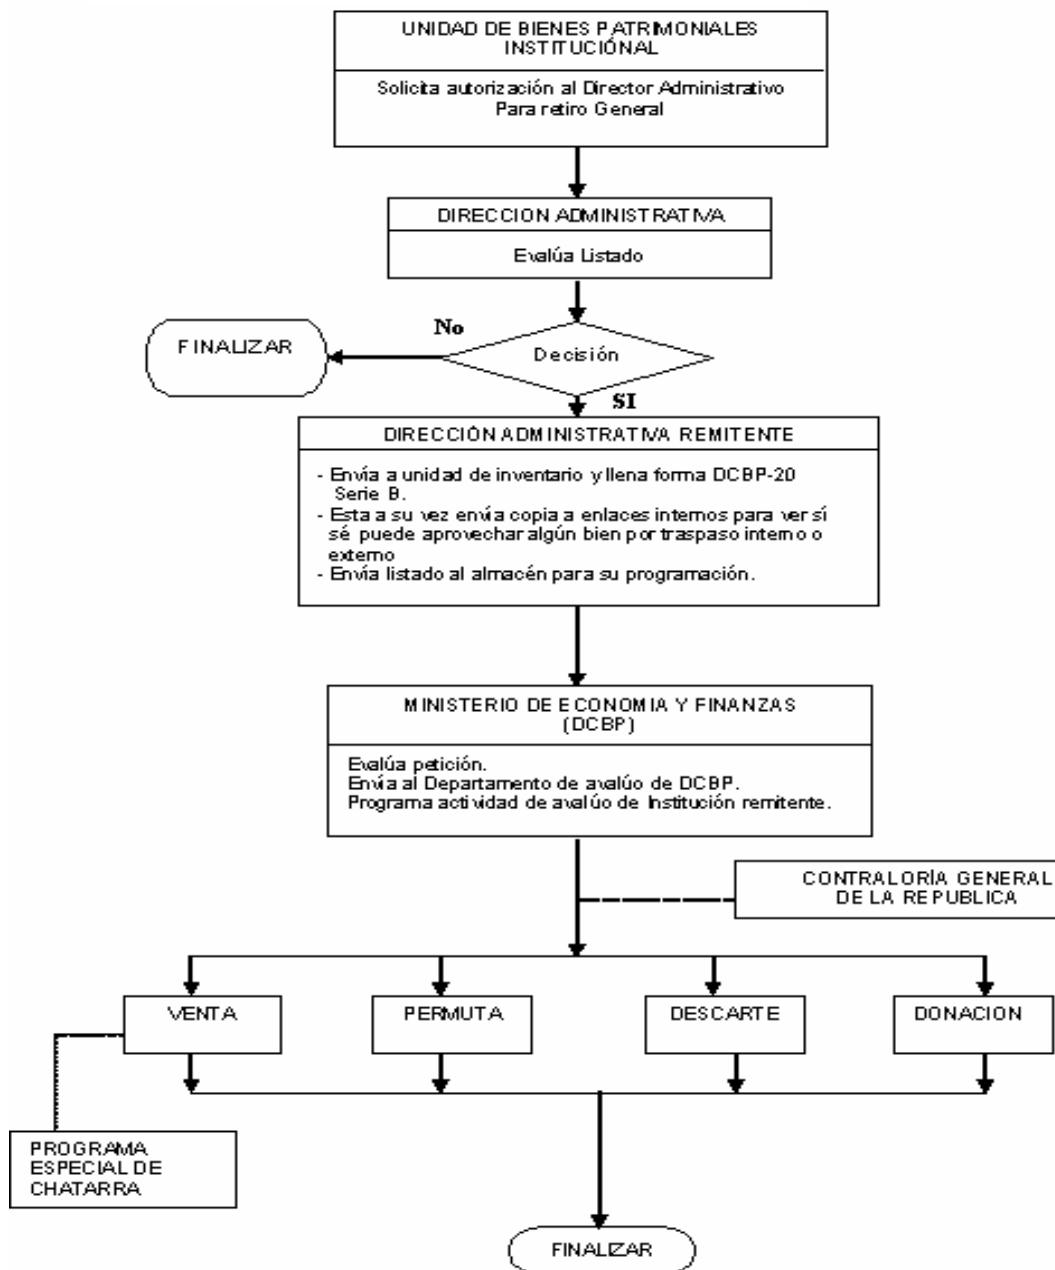 UNIDAD DE BIENES PATRIMONIALES
INSTITUCIÓNAL
Solicita autorización al Director Administrativo
Para retiro General
DIRECCION ADMINISTRATIVA
Evalúa Listado
No
FINALIZAR
Decisión
SI
DIRECCIÓN ADMINISTRATIVA REMITENTE
- Envía a unidad de inventario y llena forma DCBP-20
Serie B.
- Esta a su vez envía copia a enlaces internos para ver sí
sé puede aprovechar algún bien por traspaso interno o
externo
- Envía listado al almacén para su programación.
MINISTERIO DE ECONOMIA Y FINANZAS
(DCBP)
Evalúa petición.
Envía al Departamento de avalúo de DCBP.
Programa actividad de avalúo de Institución remitente.
CONTRALORÍA GENERAL
DE LA REPUBLICA
VENTA
PERMUTA
DESCARTE
DONACION
PROGRAMA
ESPECIAL DE
CHATARRA
FINALIZAR